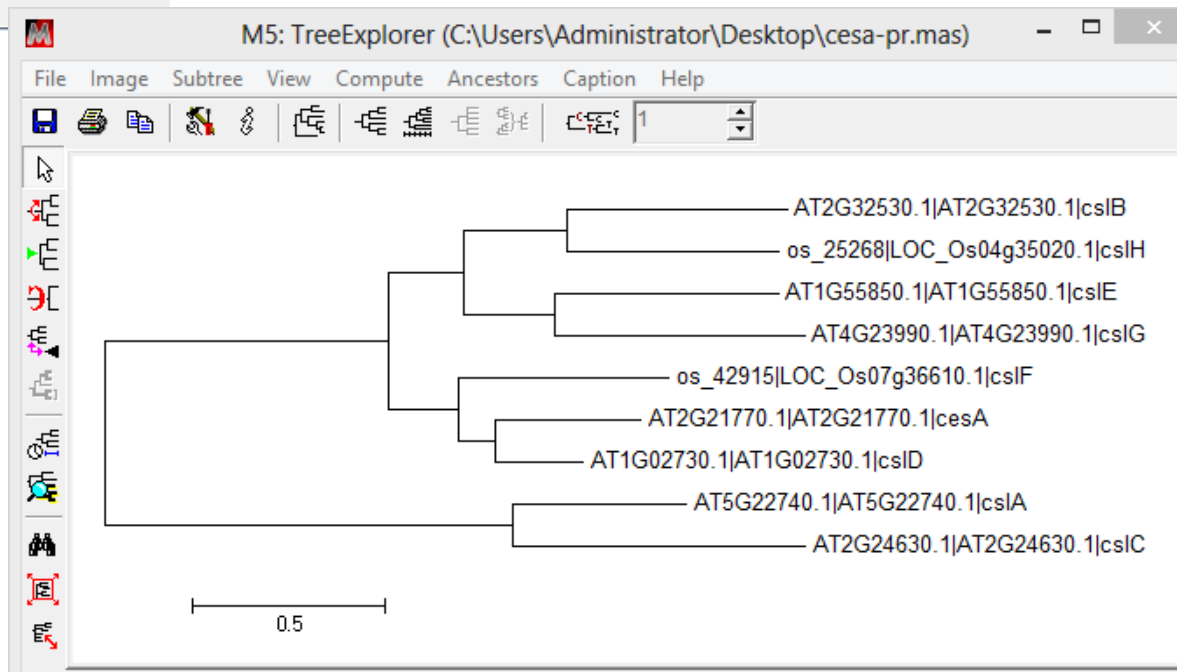 M5: TreeExplorer (C:\Users\Administrator\Desktop\cesa-pr.mas)
File Image Subtree View Compute Ancestors Caption Help
1
AT2G32530.1|AT2G32530.1|cslB
os_25268|LOC_Os04g35020.1|cslH
AT1G55850.1|AT1G55850.1|cslE
AT4G23990.1|AT4G23990.1|cslG
os_42915|LOC_Os07g36610.1|cslF
AT2G21770.1|AT2G21770.1|cesA
AT1G02730.1|AT1G02730.1|cslD
AT5G22740.1|AT5G22740.1|cslA
AT2G24630.1|AT2G24630.1|cslC
0.5